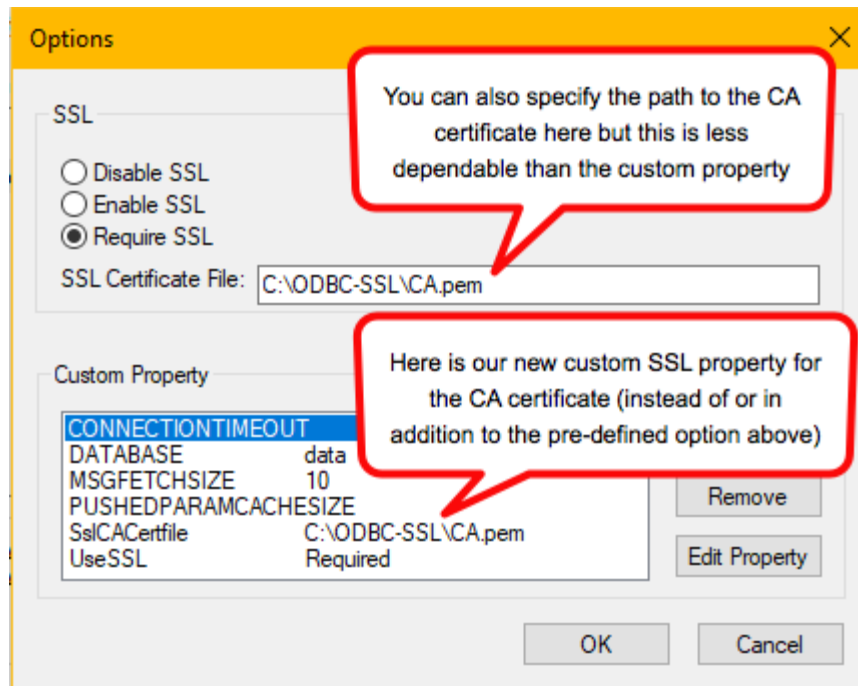 Options
You can also specify the path to the CA
certificate here but this is less
dependable than the custom property
SSL
Disable SSL
Enable SSL
Require SSL
SSL Certificate File: C:\ODBC-SSL\CA.pem
Here is our new custom SSL property for
the CA certificate (instead of or in
addition to the pre-defined option above)
Custom Property
CONNECTIONTIMEOUT
DATABASE data
MSGFETCHSIZE 10
PUSHEDPARAMCACHESIZE
SslCACertfile C:\ODBC-SSL\CA.pem
UseSSL Required
Remove
Edit Property
OK Cancel